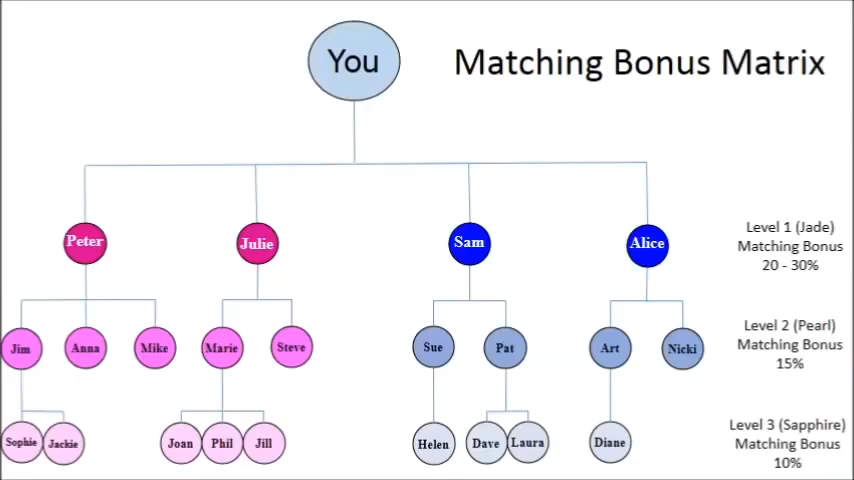 You
Matching Bonus Matrix
Peter
Julie
Sam
Alice
Level 1 (Jade)
Matching Bonus
20 - 30%
Jim
Anna
Mike
Marie
Steve
Sue
Pat
Art
Nicki
Level 2 (Pearl)
Matching Bonus
15%
Sophie
Jackie
Joan
Phil
Jill
Helen
Dave
Laura
Diane
Level 3 (Sapphire)
Matching Bonus
10%